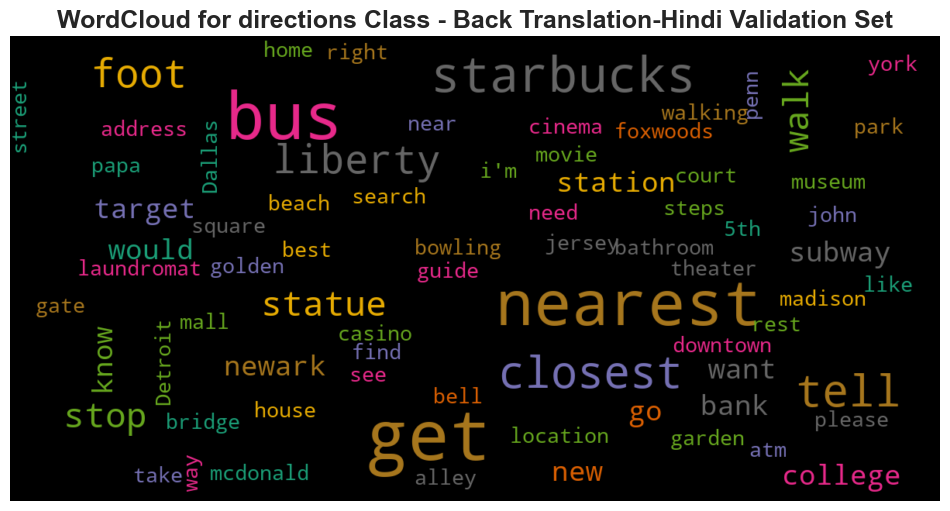 WordCloud for directions Class - Back Translation-Hindi Validation Set
home right
foot starbucks york
street bus penn walk
address near cinema walking foxwoods park
papa Dallas liberty i'm movie
station court museum
target beach search need steps john
square 5th
would best bowling jersey bathroom subway
laundromat golden guide theater like
gate statue nearest madison
mall casino rest
know Detroit find downtown
newark see closest want tell
stop bridge house bell go bank please
get location garden atm
take way mcdonald alley new college